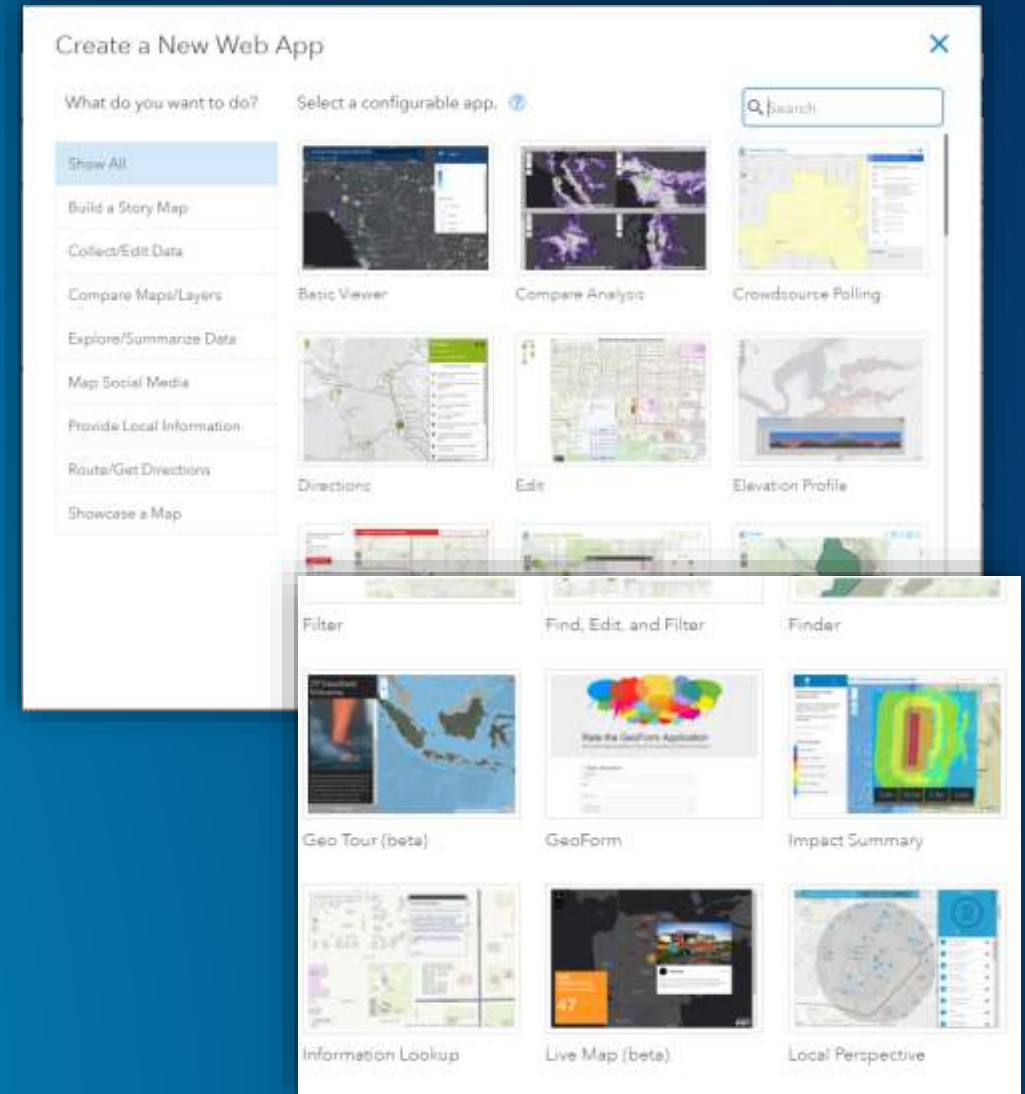 Create a New Web App
What do you want to do?
Select a configurable app.
Search
Show All
Build a Story Map
Collect/Edit Data
Compare Maps/Layers
Explore/Summarize Data
Map Social Media
Provide Local Information
Route/Get Directions
Showcase a Map
Basic Viewer
Compare Analysis
Crowdsourse Polling
Directions
Edit
Elevation Profile
Filter
Find, Edit, and Filter
Finder
Rate the GeoForm Application
Geo Tour (beta)
GeoForm
Impact Summary
47
Information Lookup
Live Map (beta)
Local Perspective